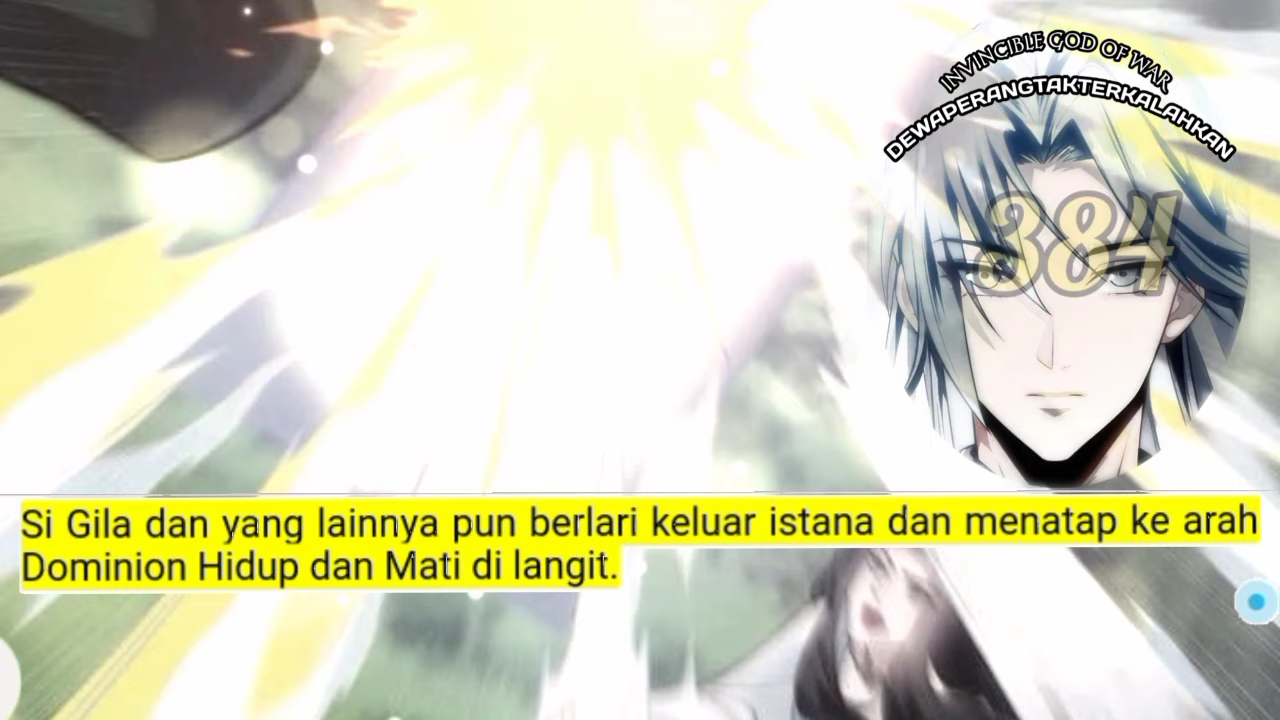 INVINCIBLE GOD OF WAR
DEWAPERANGTAKTERKALAHKAN
384
Si Gila dan yang lainnya pun berlari keluar istana dan menatap ke arah
Dominion Hidup dan Mati di langit.